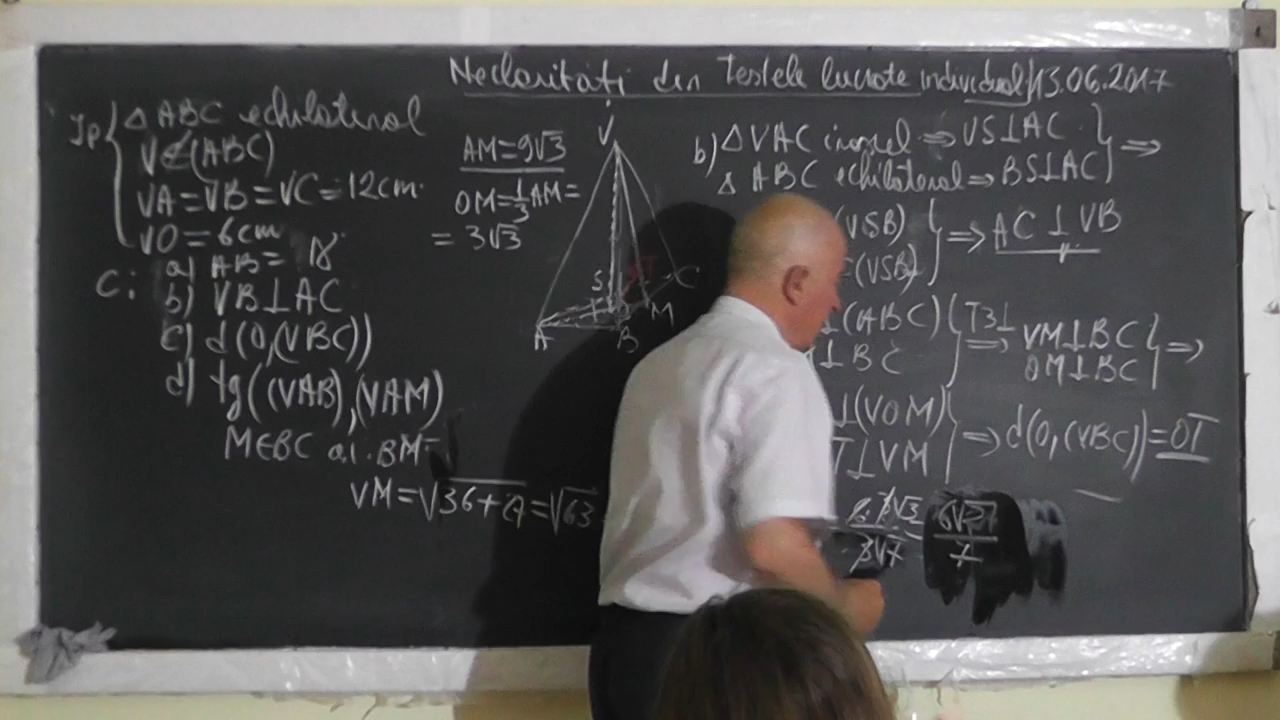 Neclarități din Testele lucrate individual/13.06.2017
Ip { △ ABC echilateral
V∉(ABC)
VA=VB=VC=12cm.
VO=6cm
C: a) AB= 18
b) VB⊥AC
c) d(O,(VBC))
d) tg((VAB),(VAM)
M∈BC a.î. BM=
VM=√36+27=√63
AM=9√3
OM=1/3AM=
=3√3
V
S
C
A
B
M
b) △VAC isoscel ⇒ VS⊥AC } ⇒
△ ABC echilateral ⇒ BS⊥AC
(VSB) } ⇒ AC⊥VB
(VSB)
⊥(ABC) } T3⊥ ⇒ VM⊥BC } ⇒
⊥BC OM⊥BC
⊥(VOM) } ⇒ d(O,(VBC))=OT
T⊥VM
3√7
7